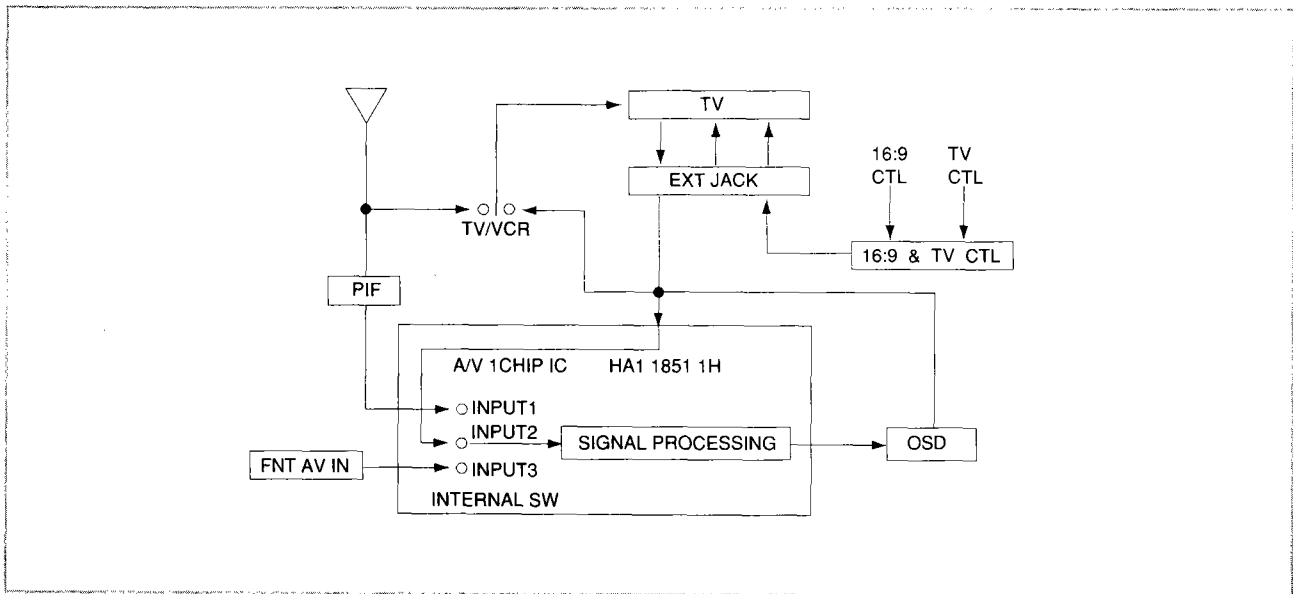 TV
16:9 TV
CTL CTL
EXT JACK
TV/VCR
16:9 & TV CTL
PIF
A/V 1CHIP IC HA1 1851 1H
INPUT1
INPUT2
SIGNAL PROCESSING
OSD
FNT AV IN
INPUT3
INTERNAL SW